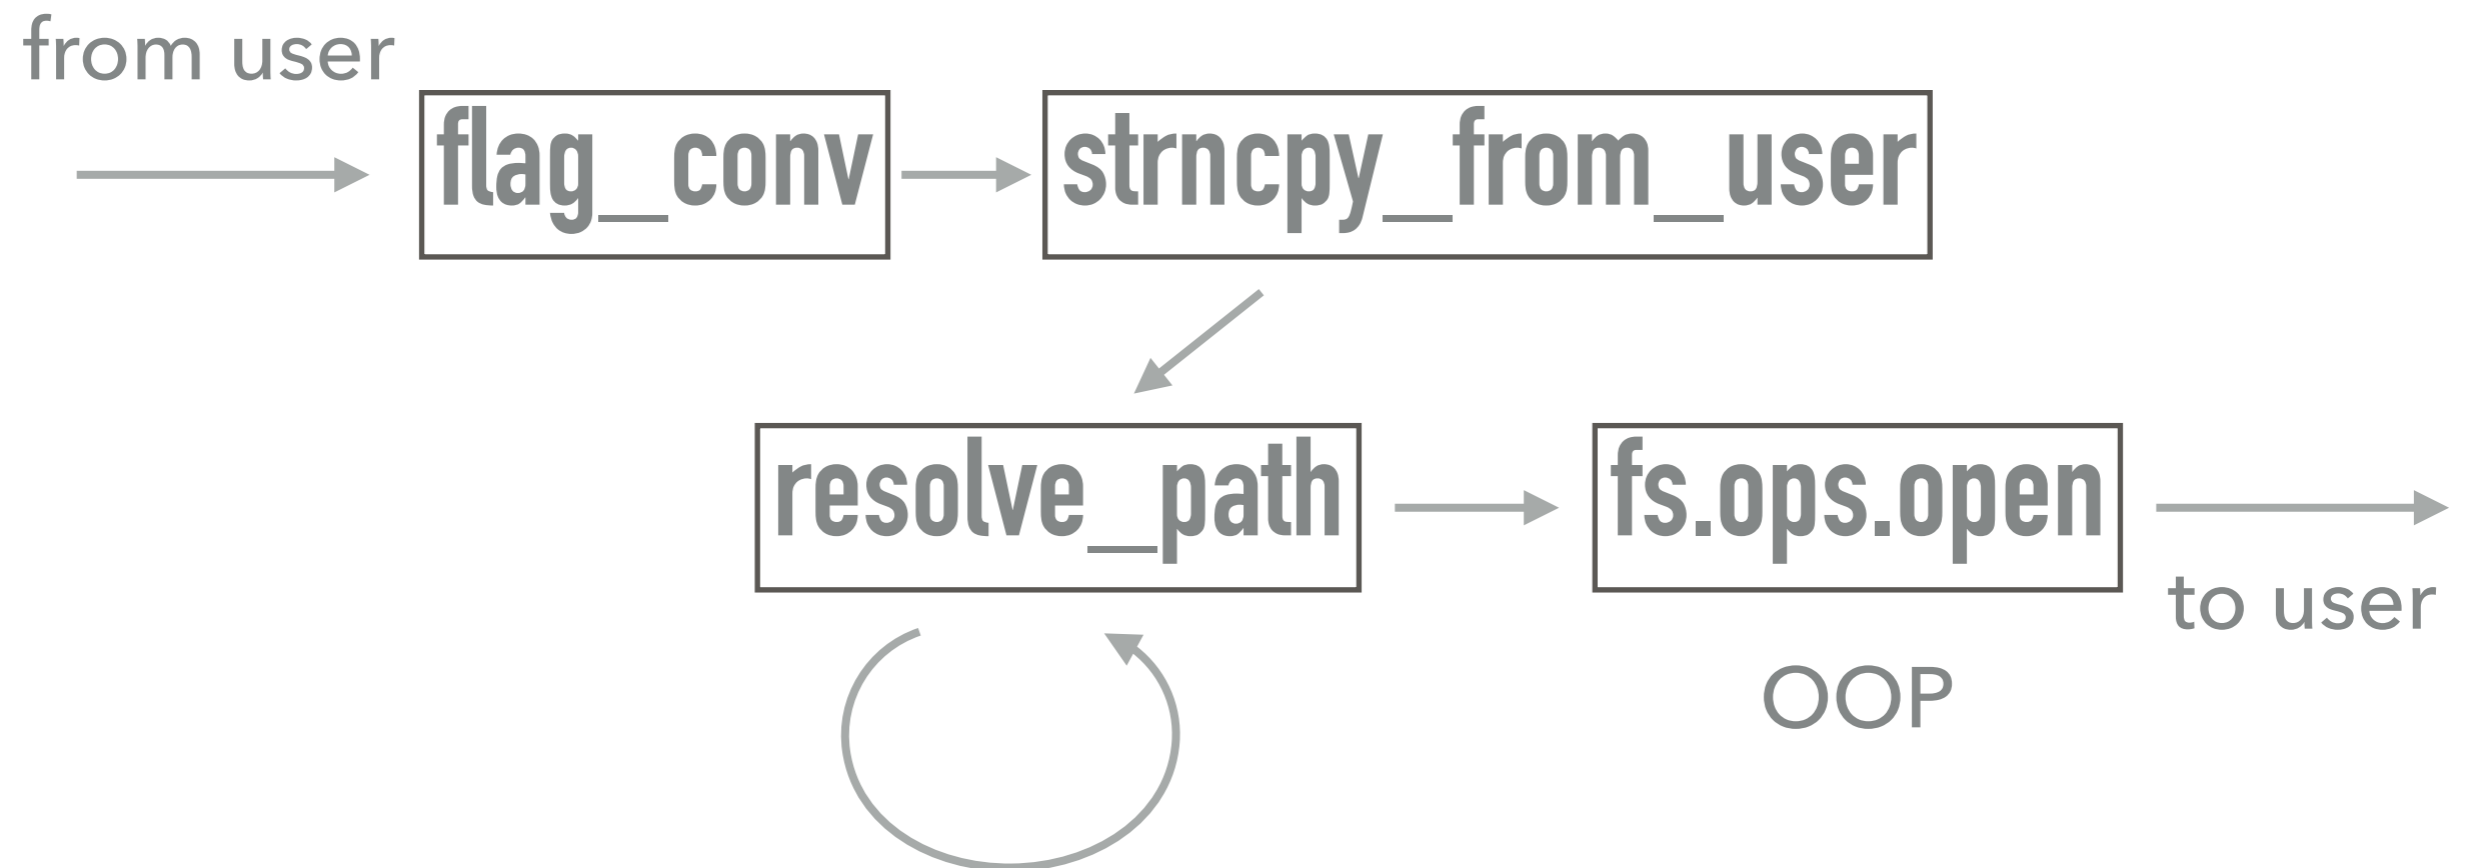 from user
flag_conv
strncpy_from_user
resolve_path
fs.ops.open
to user
OOP